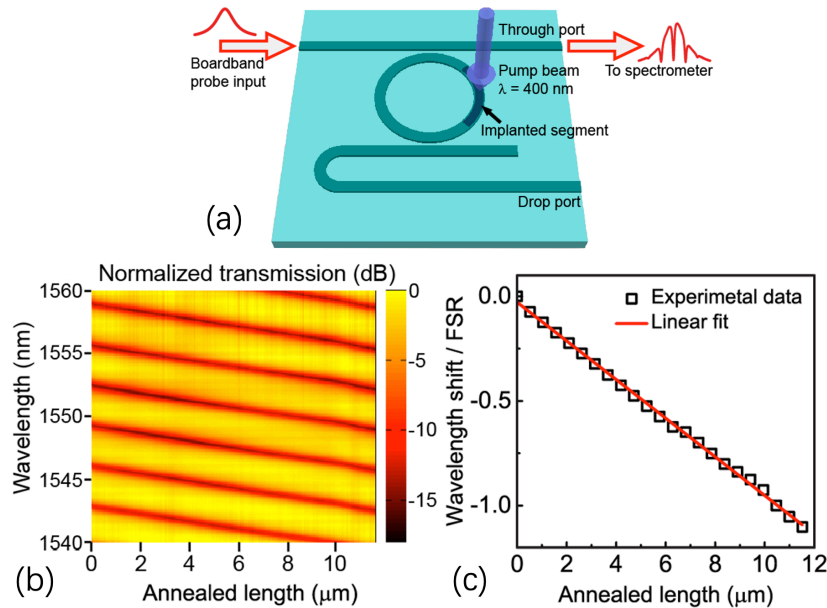 Through port
Boardband
probe input
Pump beam
λ = 400 nm
To spectrometer
Implanted segment
Drop port
(a)
Normalized transmission (dB)
1560
1555
1550
1545
1540
Wavelength (nm)
0
-5
-10
-15
0 2 4 6 8 10
Annealed length (μm)
(b)
0.0
-0.5
-1.0
Wavelength shift / FSR
Experimetal data
Linear fit
0 2 4 6 8 10 12
Annealed length (μm)
(c)